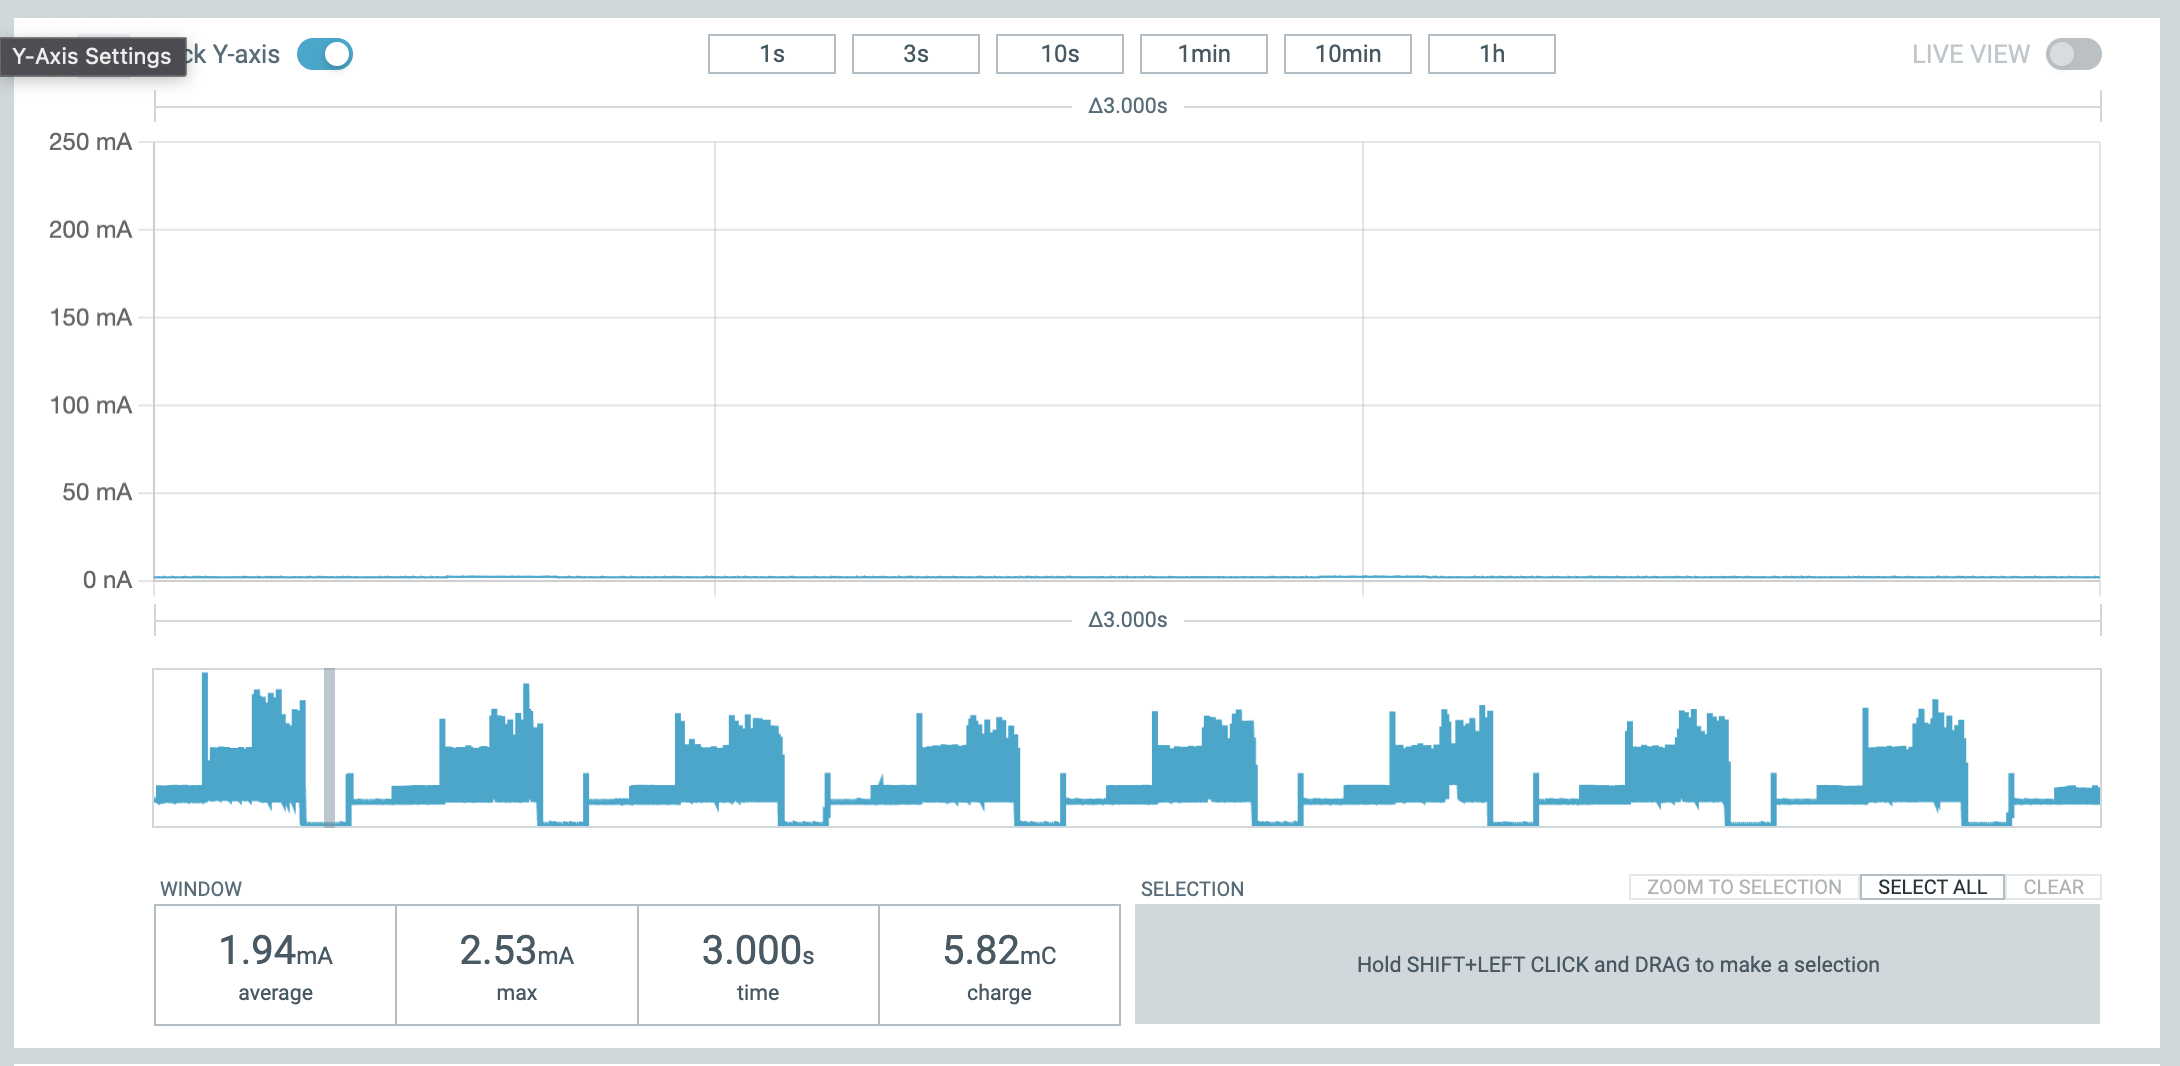 Y-Axis Settings
ck Y-axis
1s 3s 10s 1min 10min 1h
LIVE VIEW
Δ3.000s
250 mA
200 mA
150 mA
100 mA
50 mA
0 nA
Δ3.000s
WINDOW
1.94mA 2.53mA 3.000s 5.82mC
average max time charge
SELECTION
ZOOM TO SELECTION SELECT ALL CLEAR
Hold SHIFT+LEFT CLICK and DRAG to make a selection